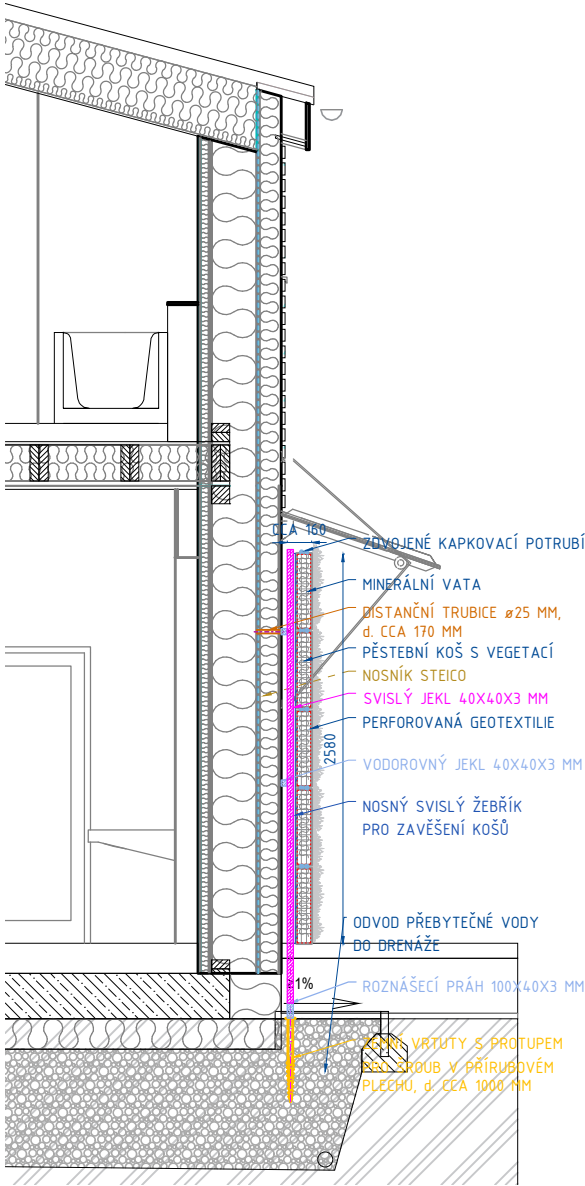 CCA 160
ZDVOJENÉ KAPKOVACÍ POTRUBÍ
MINERÁLNÍ VATA
DISTANČNÍ TRUBICE ø25 MM,
d. CCA 170 MM
PĚSTEBNÍ KOŠ S VEGETACÍ
NOSNÍK STEICO
SVISLÝ JEKL 40X40X3 MM
PERFOROVANÁ GEOTEXTILIE
2580
VODOROVNÝ JEKL 40X40X3 MM
NOSNÝ SVISLÝ ŽEBŘÍK
PRO ZAVĚŠENÍ KOŠŮ
ODVOD PŘEBYTEČNÉ VODY
DO DRENÁŽE
1%
ROZNÁŠECÍ PRÁH 100X40X3 MM
ZEMNÍ VRTUTY S PROTUPEM
PRO ŠROUB V PŘÍRUBOVÉM
PLECHU, d. CCA 1000 MM